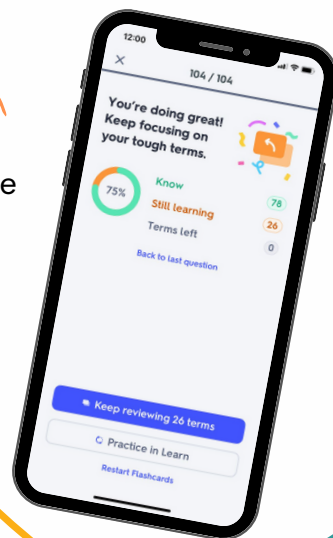 12:00
104 / 104
You're doing great!
Keep focusing on
your tough terms.
75%
Know 78
Still learning 26
Terms left 0
Back to last question
Keep reviewing 26 terms
Practice in Learn
Restart Flashcards
e